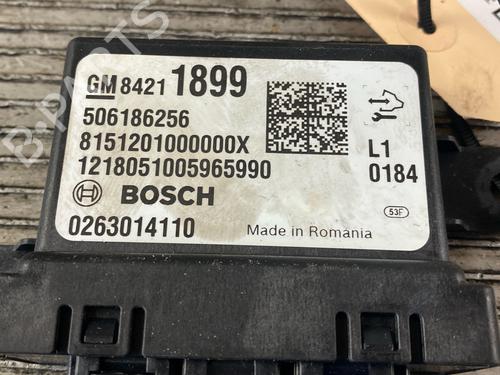 GM 8421 1899
506186256
8151201000000X
1218051005965990
L1
0184
BOSCH
53F
0263014110
Made in Romania
B-PARTS